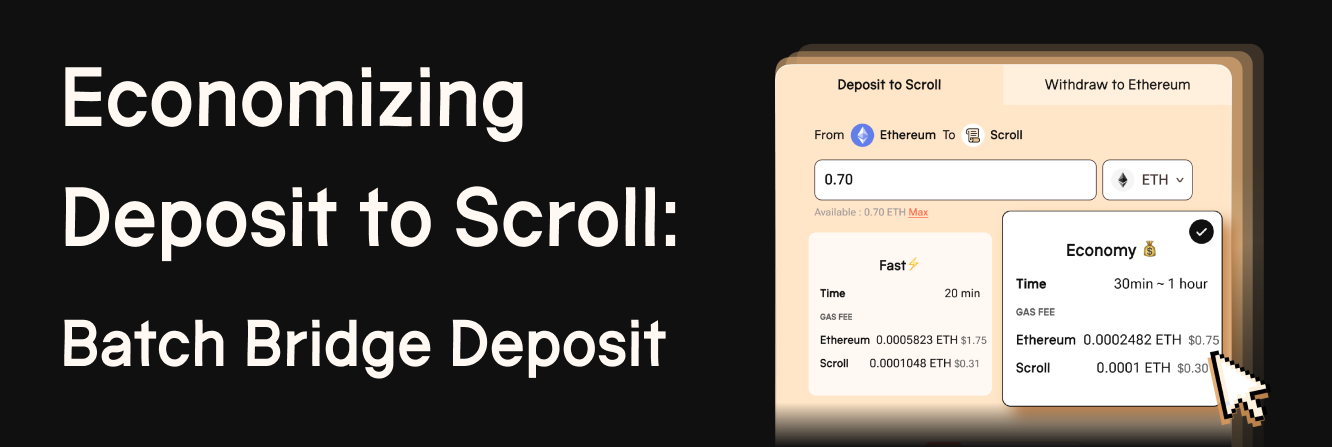 Economizing
Deposit to Scroll:
Batch Bridge Deposit
Deposit to Scroll
Withdraw to Ethereum
From Ethereum To Scroll
0.70
ETH
Available : 0.70 ETH Max
Fast⚡
Time 20 min
GAS FEE
Ethereum 0.0005823 ETH $1.75
Scroll 0.0001048 ETH $0.31
Economy 💰
Time 30min ~ 1 hour
GAS FEE
Ethereum 0.0002482 ETH $0.75
Scroll 0.0001 ETH $0.30